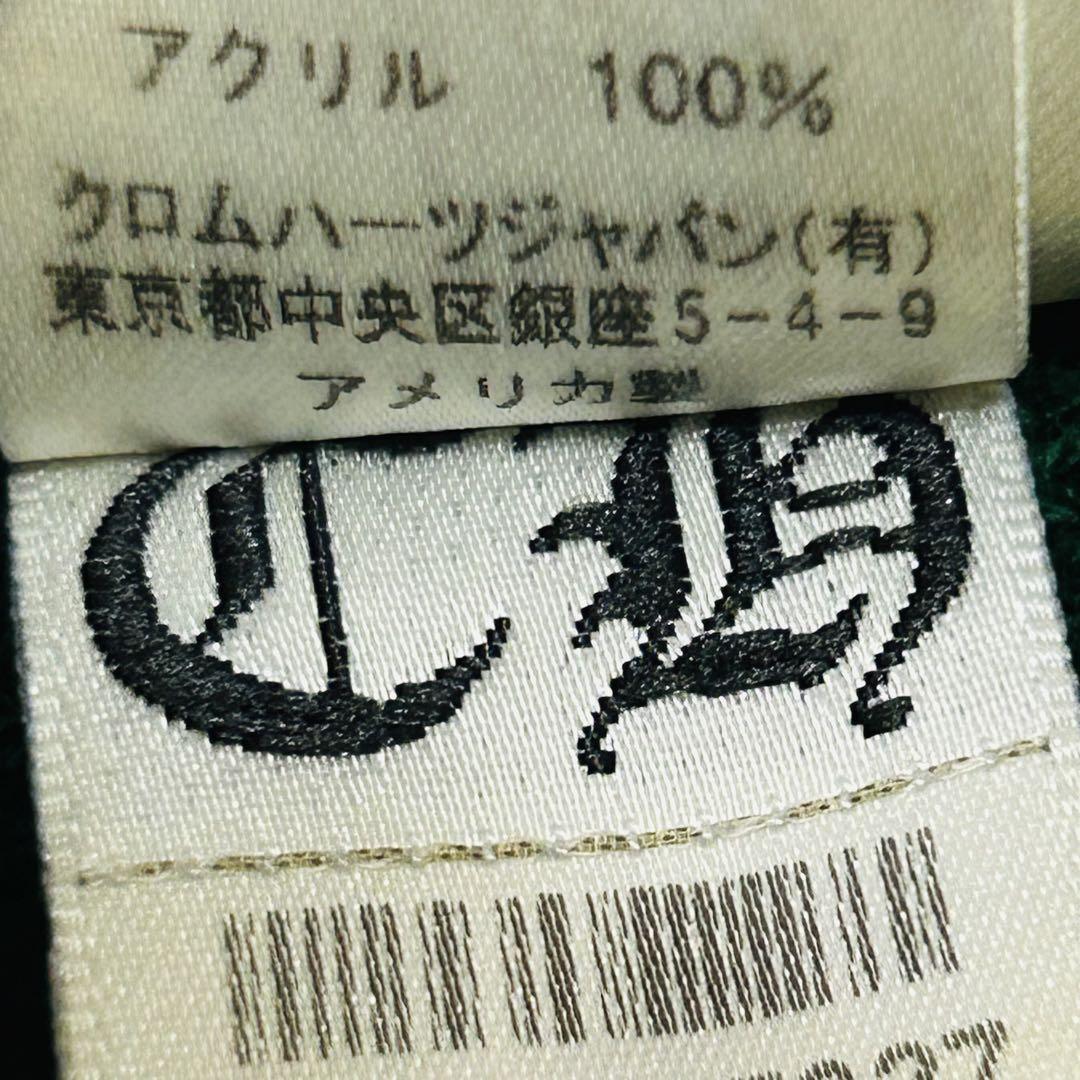 アクリル 100%
クロムハーツジャパン(有)
東京都中央区銀座5-4-9
アメリカ製
CH